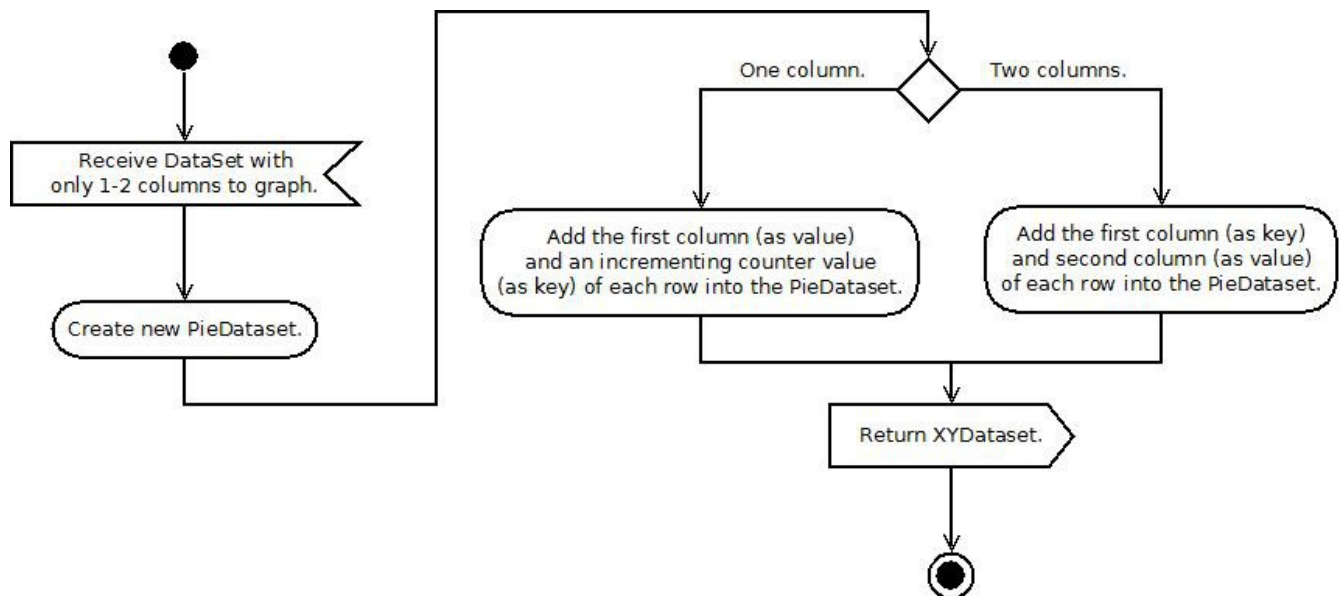 Receive DataSet with
only 1-2 columns to graph.
Create new PieDataset.
One column.
Two columns.
Add the first column (as value)
and an incrementing counter value
(as key) of each row into the PieDataset.
Add the first column (as key)
and second column (as value)
of each row into the PieDataset.
Return XYDataset.